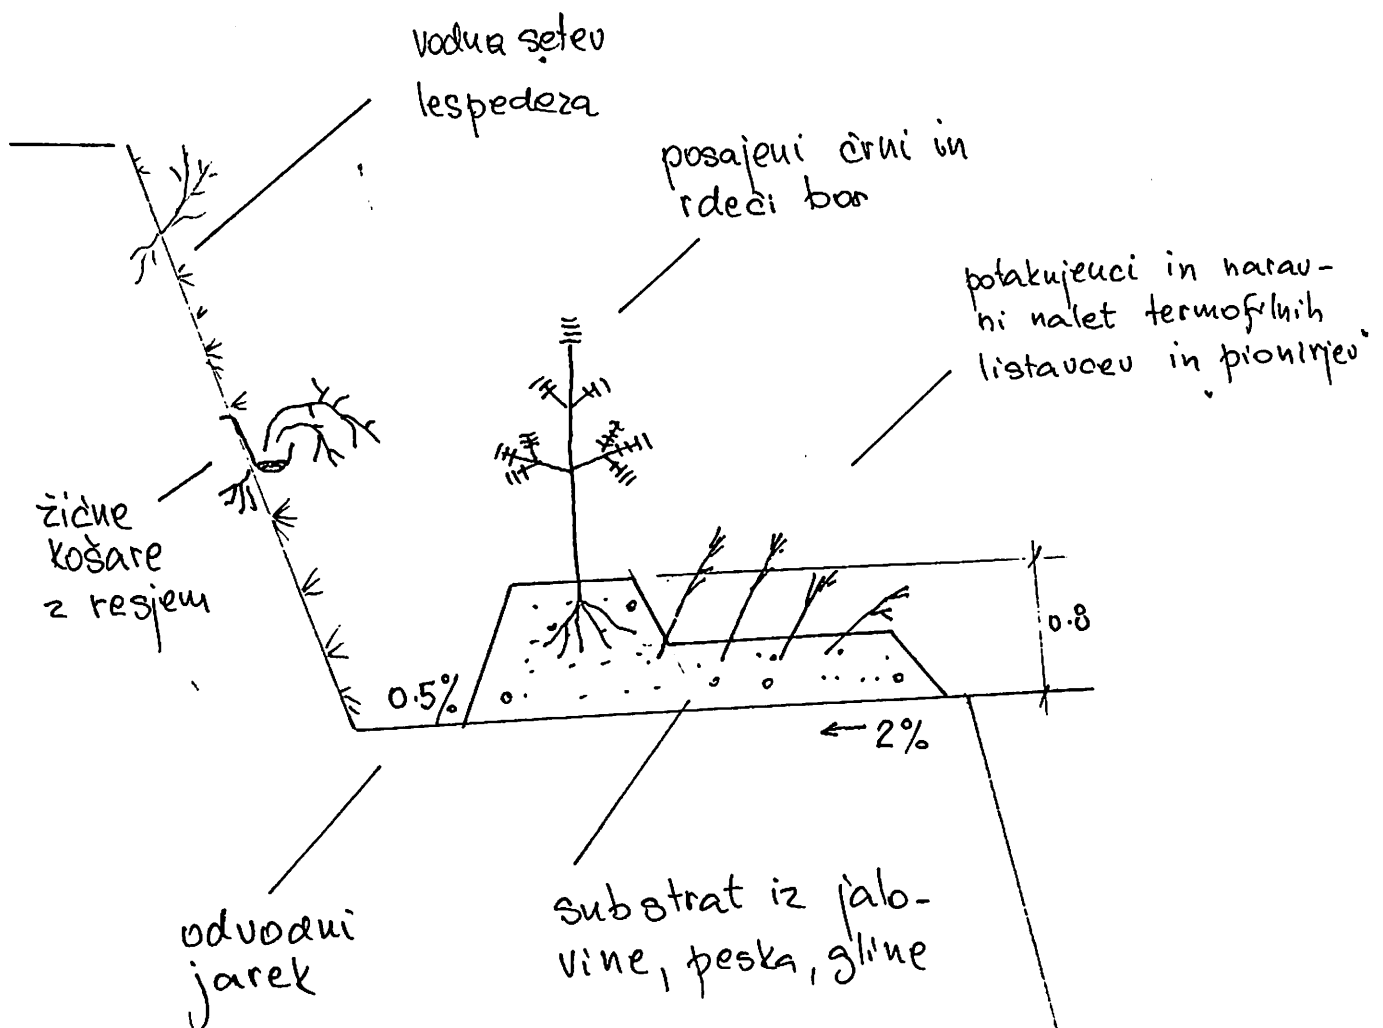 vodna setev
lespedeza
posajeni črni in
rdeči bor
potaknjenci in narav-
ni nalet termofilnih
listavcev in pionirjev
žične
košare
z resjem
0.8
0.5%
← 2%
odvodni
jarek
substrat iz jalo-
vine, peska, gline